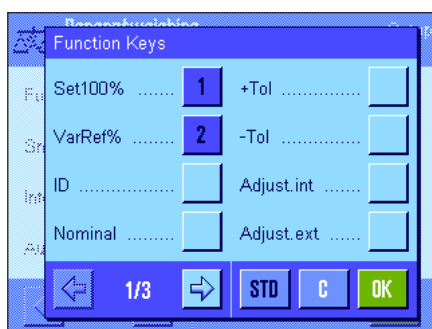 Function Keys
Set100% ....... 1
+Tol ..............
VarRef% ....... 2
-Tol ...............
ID ..................
Adjust.int .......
Nominal .........
Adjust.ext ......
1/3 STD C OK